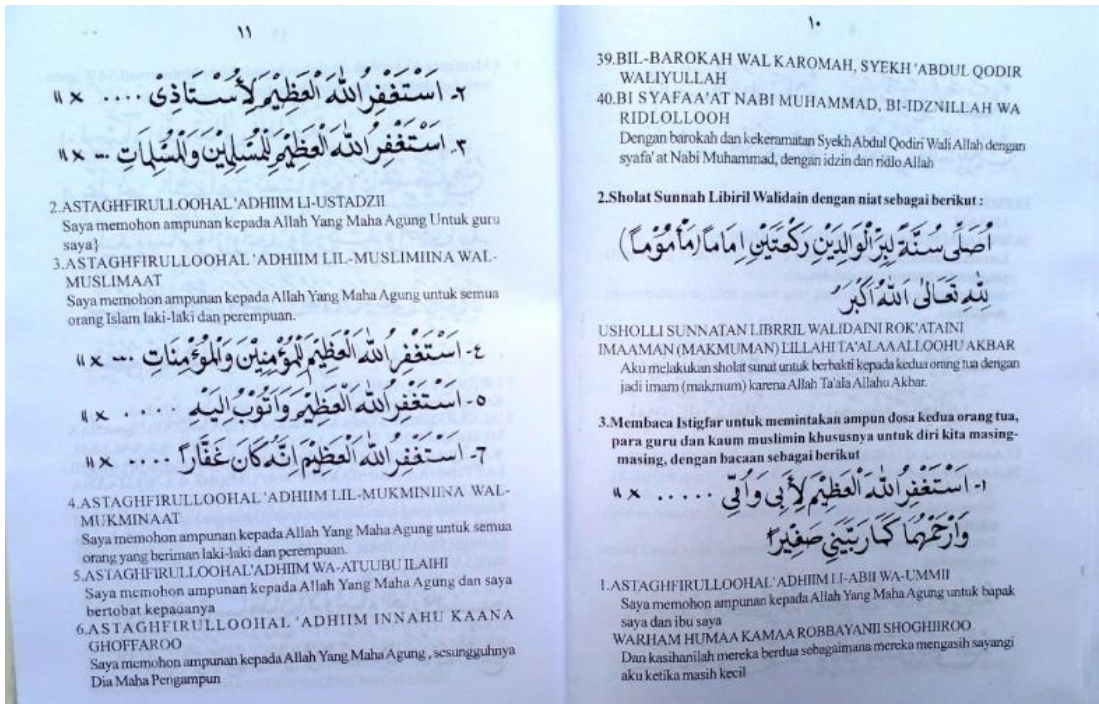 ١٠
39.BIL-BAROKAH WAL KAROMAH, SYEKH 'ABDUL QODIR
WALIYULLAH
40.BI SYAFAA'AT NABI MUHAMMAD, BI-IDZNILLAH WA
RIDLOLLOOH
Dengan barokah dan kekeramatan Syekh Abdul Qodiri Wali Allah dengan
syafa' at Nabi Muhammad, dengan idzin dan ridlo Allah
2.Sholat Sunnah Libiril Walidain dengan niat sebagai berikut :
اُصَلِّى سُنَّةً لِبِرِّ الْوَالِدَيْنِ رَكْعَتَيْنِ اِمَامًا (مَأْمُوْمًا)
لِلّٰهِ تَعَالٰى اَللّٰهُ اَكْبَرُ
USHOLLI SUNNATAN LIBRRIL WALIDAINI ROK'ATAINI
IMAAMAN (MAKMUMAN) LILLAHI TA'ALAA ALLOOHU AKBAR
Aku melakukan sholat sunat untuk berbakti kepada kedua orang tua dengan
jadi imam (makmum) karena Allah Ta'ala Allahu Akbar.
3.Membaca Istigfar untuk memintakan ampun dosa kedua orang tua,
para guru dan kaum muslimin khususnya untuk diri kita masing-
masing, dengan bacaan sebagai berikut
١- اَسْتَغْفِرُ اللّٰهَ الْعَظِيْمَ لِأَبِى وَاُمِّى ..... × ١١
وَارْحَمْهُمَا كَمَا رَبَّيَنِى صَغِيْرًا
1.ASTAGHFIRULLOOHAL 'ADHIIM LI-ABII WA-UMMII
Saya memohon ampunan kepada Allah Yang Maha Agung untuk bapak
saya dan ibu saya
WARHAM HUMAA KAMAA ROBBAYANII SHOGHIIROO
Dan kasihanilah mereka berdua sebagaimana mereka mengasih sayangi
aku ketika masih kecil
١١
٢- اَسْتَغْفِرُ اللّٰهَ الْعَظِيْمَ لِأُسْتَاذِى .... × ١١
٣- اَسْتَغْفِرُ اللّٰهَ الْعَظِيْمَ لِلْمُسْلِمِيْنَ وَالْمُسْلِمَاتِ ... × ١١
2.ASTAGHFIRULLOOHAL 'ADHIIM LI-USTADZII
Saya memohon ampunan kepada Allah Yang Maha Agung Untuk guru
saya}
3.ASTAGHFIRULLOOHAL 'ADHIIM LIL-MUSLIMIINA WAL-
MUSLIMAAT
Saya memohon ampunan kepada Allah Yang Maha Agung untuk semua
orang Islam laki-laki dan perempuan.
٤- اَسْتَغْفِرُ اللّٰهَ الْعَظِيْمَ لِلْمُؤْمِنِيْنَ وَالْمُؤْمِنَاتِ ... × ١١
٥- اَسْتَغْفِرُ اللّٰهَ الْعَظِيْمَ وَاَتُوْبُ اِلَيْهِ .... × ١١
٦- اَسْتَغْفِرُ اللّٰهَ الْعَظِيْمَ اِنَّهُ كَانَ غَفَّارًا .... × ١١
4.ASTAGHFIRULLOOHAL 'ADHIIM LIL-MUKMINIINA WAL-
MUKMINAAT
Saya memohon ampunan kepada Allah Yang Maha Agung untuk semua
orang yang beriman laki-laki dan perempuan.
5.ASTAGHFIRULLOOHAL'ADHIIM WA-ATUUBU ILAIHI
Saya memohon ampunan kepada Allah Yang Maha Agung dan saya
bertobat kepadanya
6.ASTAGHFIRULLOOHAL 'ADHIIM INNAHU KAANA
GHOFFAROO
Saya memohon ampunan kepada Allah Yang Maha Agung , sesungguhnya
Dia Maha Pengampun